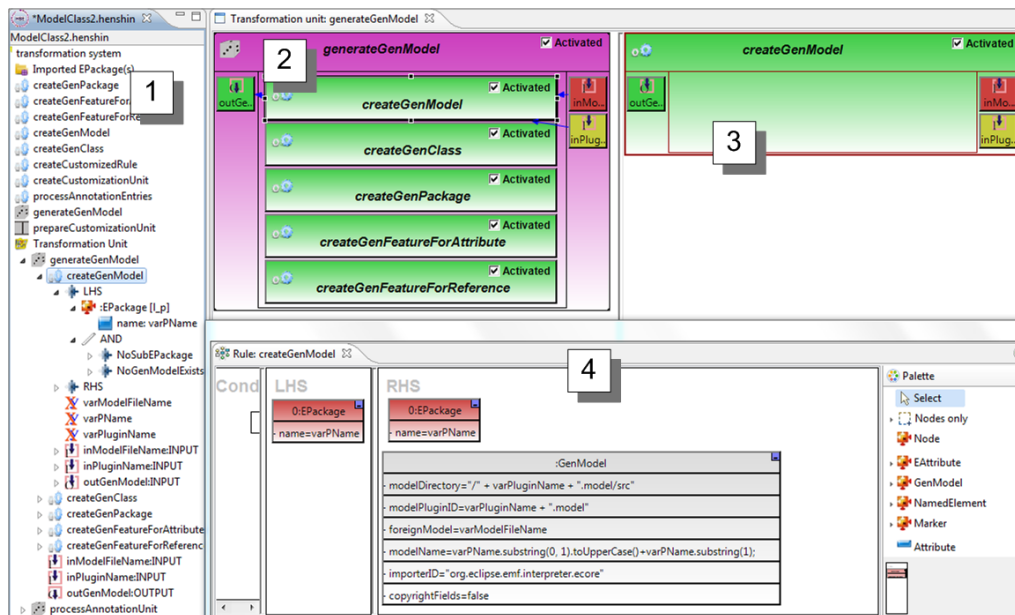 *ModelClass2.henshin
ModelClass2.henshin
transformation system
Imported EPackage(s)
createGenPackage
createGenFeatureForA
createGenFeatureForRe
createGenModel
createGenClass
createCustomizedRule
createCustomizationUnit
processAnnotationEntries
generateGenModel
prepareCustomizationUnit
Transformation Unit
generateGenModel
createGenModel
LHS
:EPackage [l_p]
name: varPName
AND
NoSubEPackage
NoGenModelExists
RHS
varModelFileName
varPName
varPluginName
inModelFileName:INPUT
inPluginName:INPUT
outGenModel:INPUT
createGenClass
createGenPackage
createGenFeatureForAttribute
createGenFeatureForReferenc
inModelFileName:INPUT
inPluginName:INPUT
outGenModel:OUTPUT
processAnnotationUnit
1
Transformation unit: generateGenModel
generateGenModel
Activated
2
outGe..
Activated
createGenModel
Activated
createGenClass
Activated
createGenPackage
Activated
createGenFeatureForAttribute
Activated
createGenFeatureForReference
inMo...
inPlug..
createGenModel
Activated
outGe...
3
inMo...
inPlug..
Rule: createGenModel
4
Cond
LHS
0:EPackage
- name=varPName
RHS
0:EPackage
- name=varPName
:GenModel
- modelDirectory="/" + varPluginName + ".model/src"
- modelPluginID=varPluginName + ".model"
- foreignModel=varModelFileName
- modelName=varPName.substring(0, 1).toUpperCase()+varPName.substring(1);
- importerID="org.eclipse.emf.interpreter.ecore"
- copyrightFields=false
Palette
Select
Nodes only
Node
EAttribute
GenModel
NamedElement
Marker
Attribute